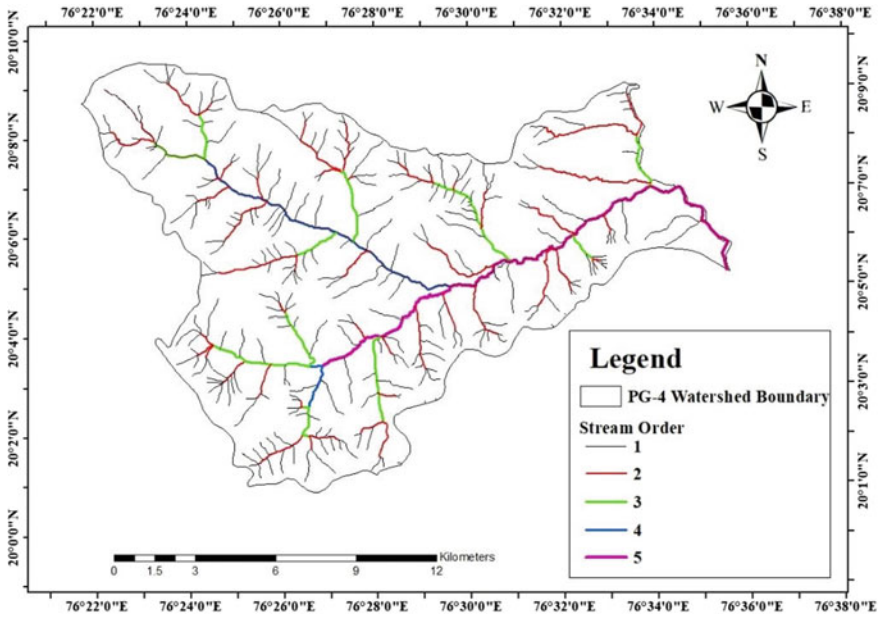 76°22'0"E 76°24'0"E 76°26'0"E 76°28'0"E 76°30'0"E 76°32'0"E 76°34'0"E 76°36'0"E 76°38'0"E
20°10'0"N
20°8'0"N
20°6'0"N
20°4'0"N
20°2'0"N
20°0'0"N
N
W E
S
20°9'0"N
20°7'0"N
20°5'0"N
20°3'0"N
20°1'0"N
Legend
PG-4 Watershed Boundary
Stream Order
1
2
3
4
5
Kilometers
0 1.5 3 6 9 12
76°22'0"E 76°24'0"E 76°26'0"E 76°28'0"E 76°30'0"E 76°32'0"E 76°34'0"E 76°36'0"E 76°38'0"E